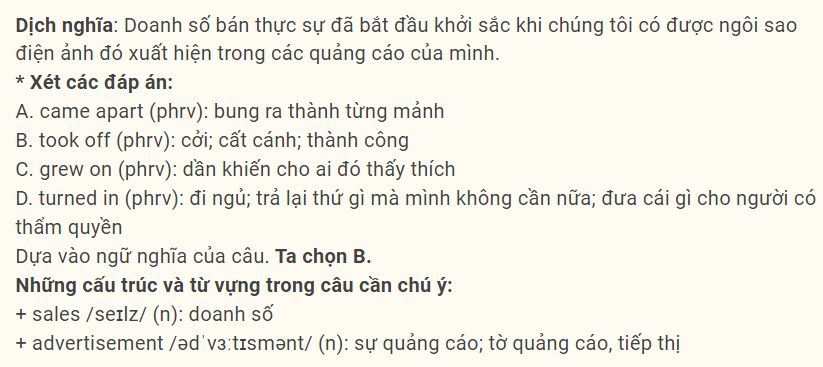 Dịch nghĩa: Doanh số bán thực sự đã bắt đầu khởi sắc khi chúng tôi có được ngôi sao
điện ảnh đó xuất hiện trong các quảng cáo của mình.
* Xét các đáp án:
A. came apart (phrv): bung ra thành từng mảnh
B. took off (phrv): cởi; cất cánh; thành công
C. grew on (phrv): dần khiến cho ai đó thấy thích
D. turned in (phrv): đi ngủ; trả lại thứ gì mà mình không cần nữa; đưa cái gì cho người có
thẩm quyền
Dựa vào ngữ nghĩa của câu. Ta chọn B.
Những cấu trúc và từ vựng trong câu cần chú ý:
+ sales /seɪlz/ (n): doanh số
+ advertisement /ədˈvɜːtɪsmənt/ (n): sự quảng cáo; tờ quảng cáo, tiếp thị